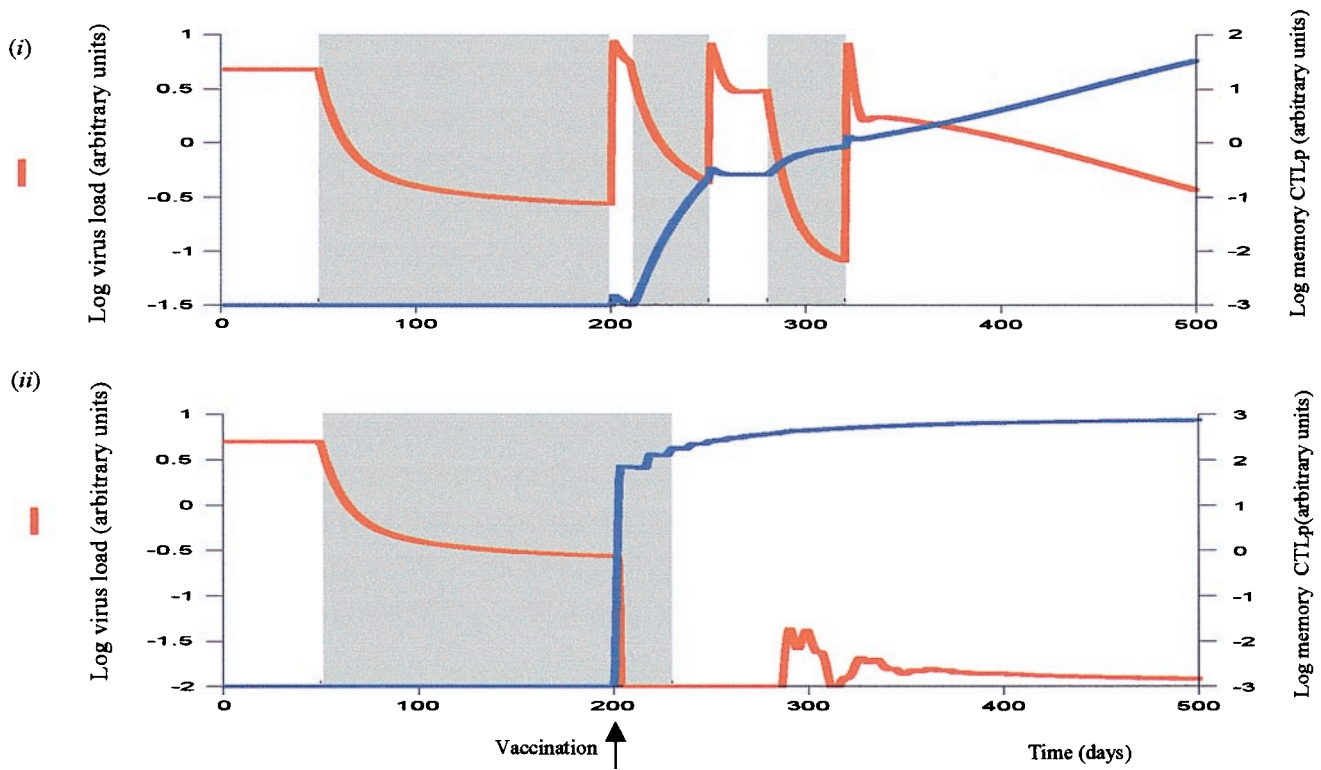 (i)
Log virus load (arbitrary units)
1
0.5
0
-0.5
-1
-1.5
2
1
0
-1
-2
-3
Log memory CTLp (arbitrary units)
0 100 200 300 400 500
(ii)
Log virus load (arbitrary units)
1
0.5
0
-0.5
-1
-1.5
-2
3
2
1
0
-1
-2
-3
Log memory CTLp(arbitrary units)
0 100 200 300 400 500
Vaccination
Time (days)